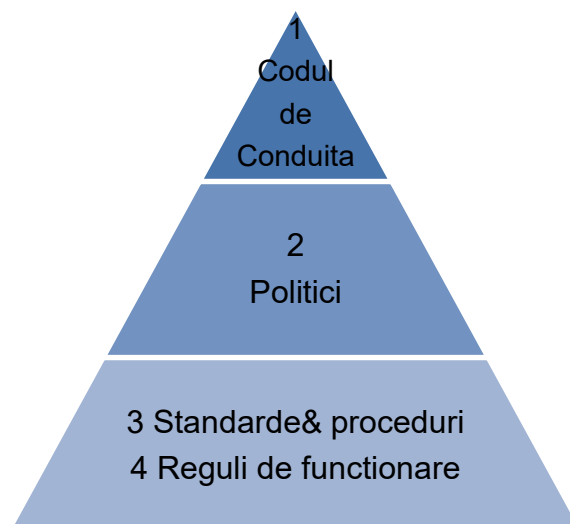 1
Codul
de
Conduita
2
Politici
3 Standarde& proceduri
4 Reguli de functionare